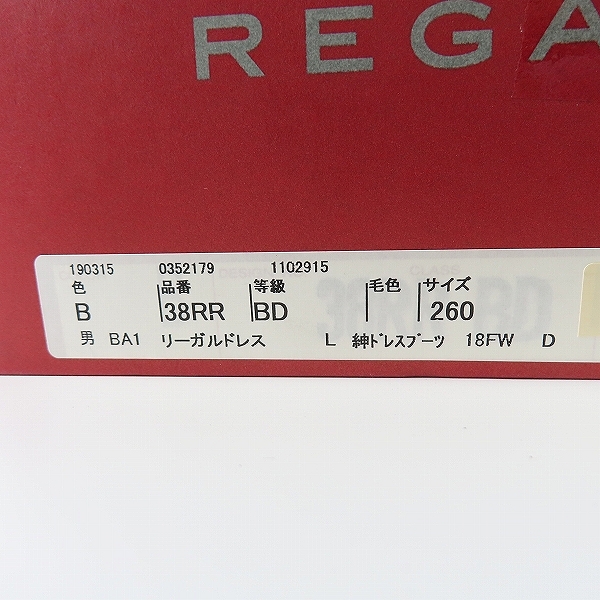 REGA
190315 0352179 1102915
色 品番 等級 毛色 サイズ
B 38RR BD 260
男 BA1 リーガルドレス L 紳ドレスブーツ 18FW D